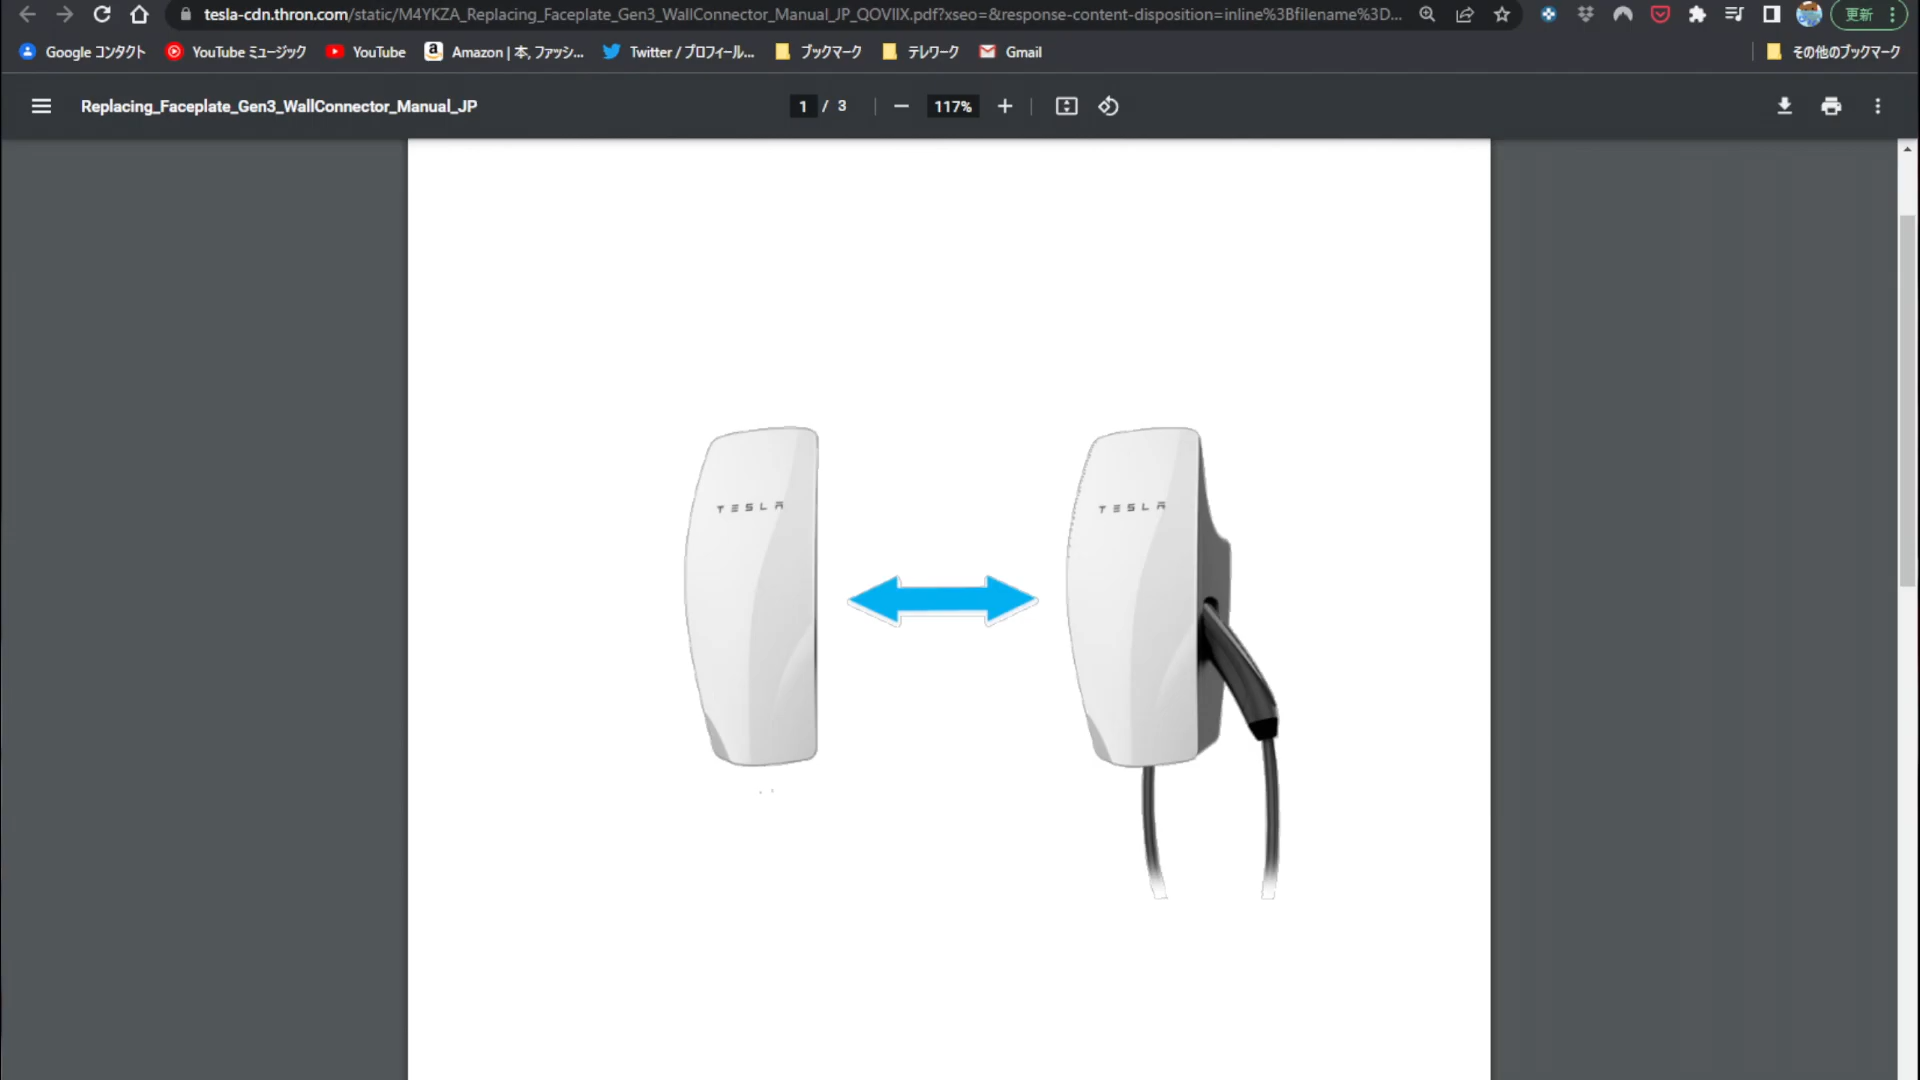 tesla-cdn.thron.com/static/M4YKZA_Replacing_Faceplate_Gen3_WallConnector_Manual_JP_QOVIIX.pdf?xseo=&response-content-disposition=inline%3Bfilename%3D...
更新
Google コンタクト
YouTube ミュージック
YouTube
Amazon | 本, ファッシ...
Twitter / プロフィール...
ブックマーク
テレワーク
Gmail
その他のブックマーク
Replacing_Faceplate_Gen3_WallConnector_Manual_JP
1 / 3
117%
TESLA
TESLA